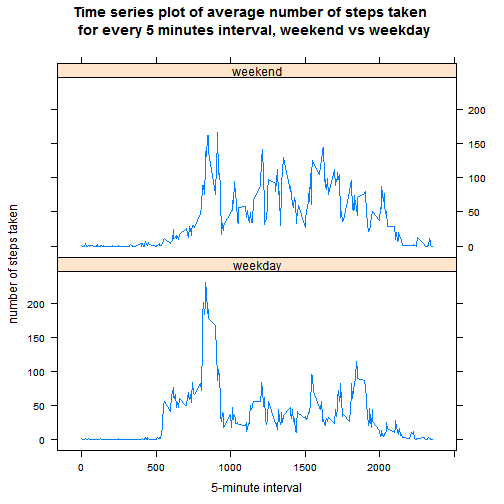 Time series plot of average number of steps taken
for every 5 minutes interval, weekend vs weekday
weekend
200
150
100
50
0
weekday
200
150
100
50
0
number of steps taken
0 500 1000 1500 2000
5-minute interval